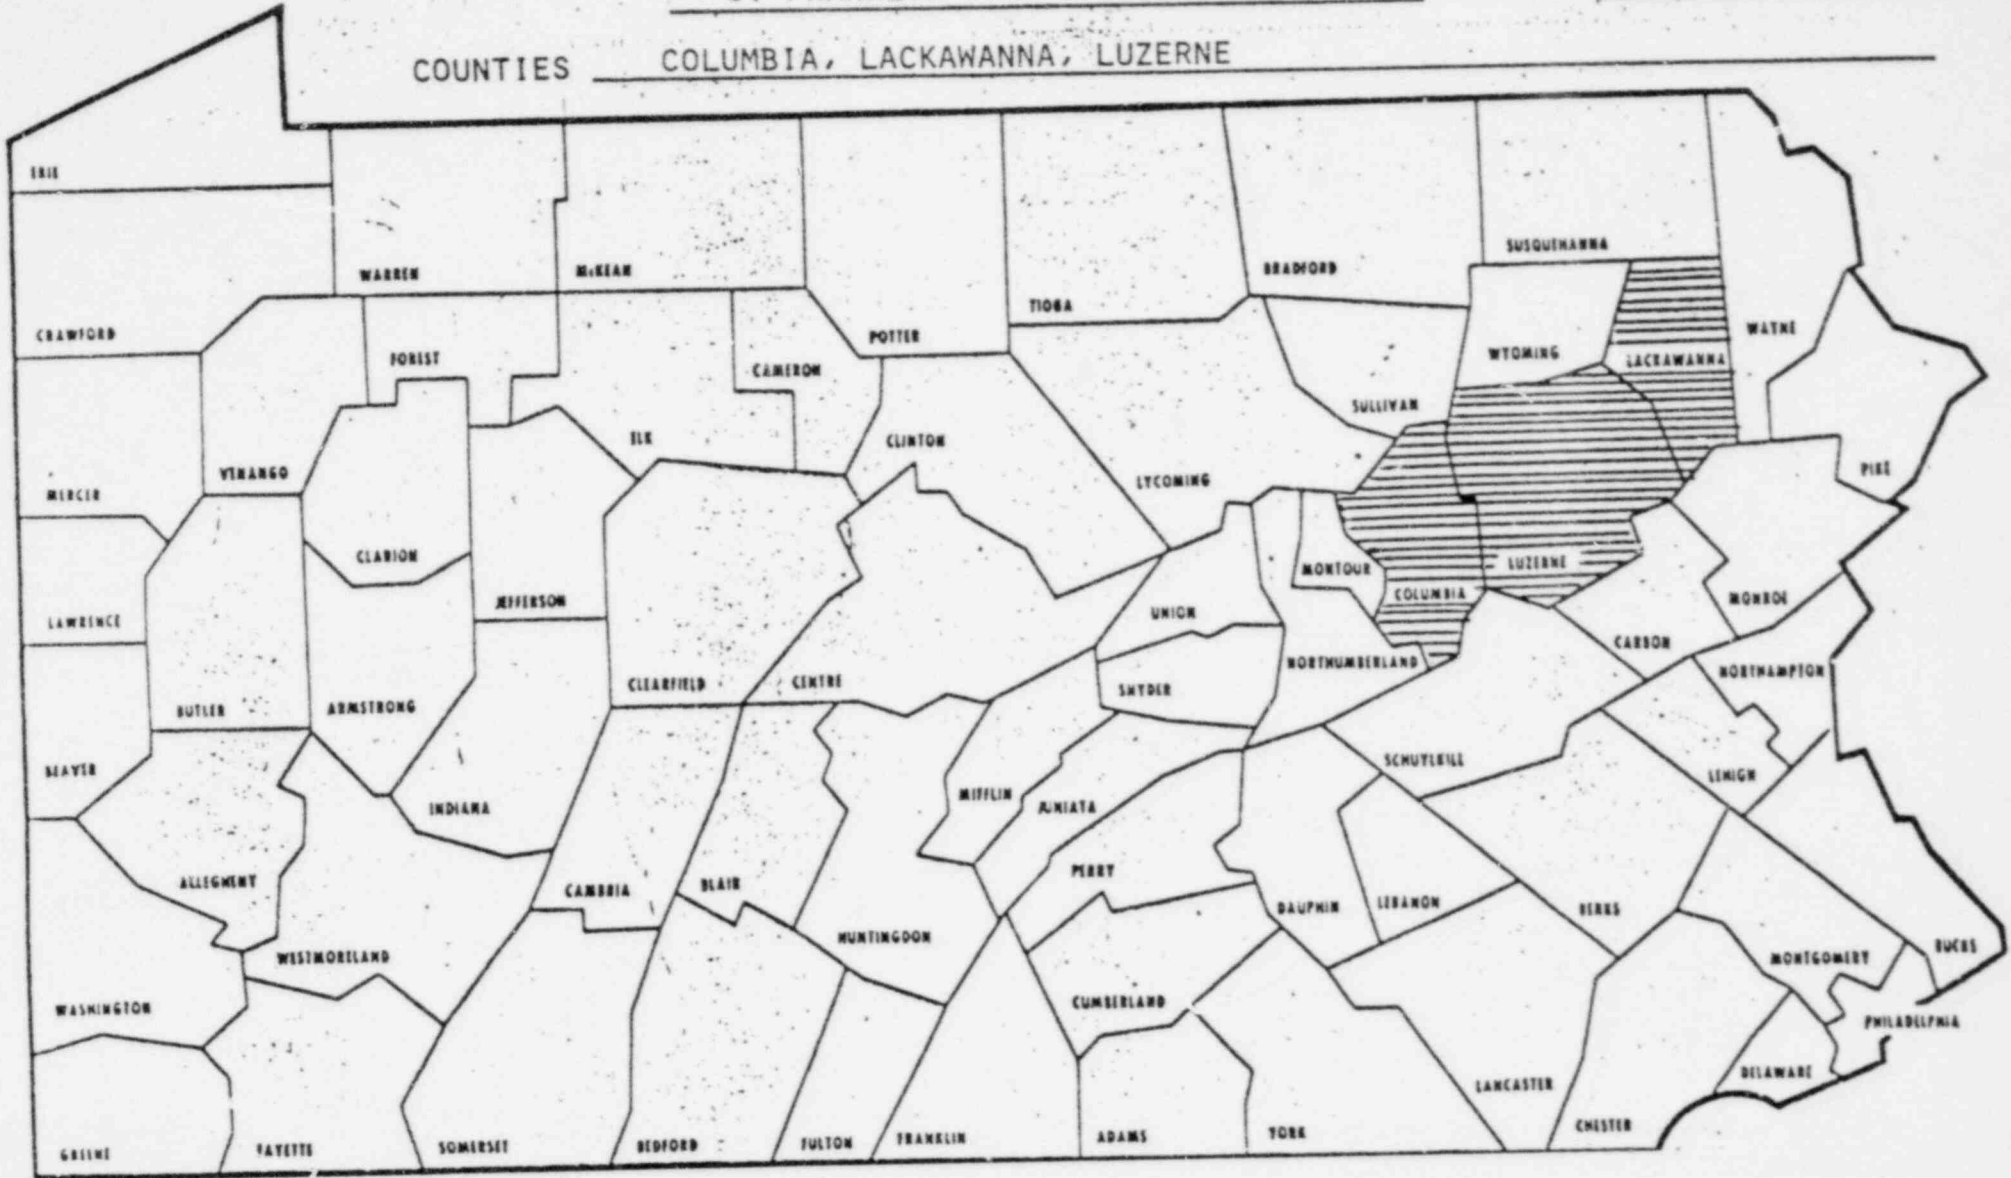 COUNTIES COLUMBIA, LACKAWANNA, LUZERNE
ERIE
SUSQUEHANNA
WARREN
McKEAN
BRADFORD
TIOGA
CRAWFORD
POTTER
WAYNE
FOREST
WYOMING
LACKAWANNA
CAMERON
SULLIVAN
ELK
CLINTON
VENANGO
LYCOMING
PIKE
MERCER
CLARION
LUZERNE
MONTOUR
COLUMBIA
JEFFERSON
MONROE
UNION
LAWRENCE
CARBON
NORTHUMBERLAND
NORTHAMPTON
CLEARFIELD
CENTRE
SNYDER
BUTLER
ARMSTRONG
SCHUYLKILL
BEAVER
LEHIGH
MIFFLIN
INDIANA
JUNIATA
PERRY
ALLEGHENY
CAMBRIA
BLAIR
DAUPHIN
LEBANON
BERKS
HUNTINGDON
BUCKS
WESTMORELAND
MONTGOMERY
CUMBERLAND
WASHINGTON
PHILADELPHIA
DELAWARE
LANCASTER
CHESTER
GREENE
FAYETTE
SOMERSET
BEDFORD
FULTON
FRANKLIN
ADAMS
YORK